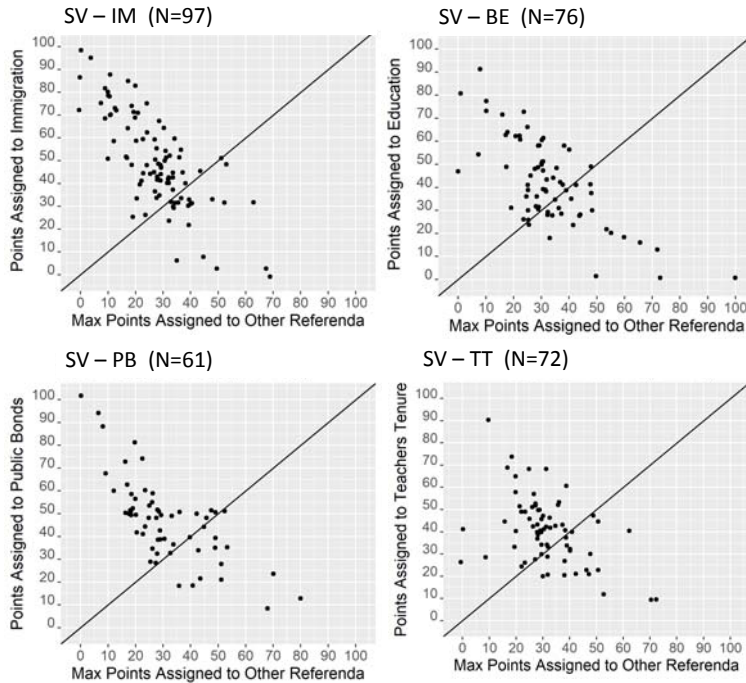 SV – IM (N=97)
Points Assigned to Immigration
100
90
80
70
60
50
40
30
20
10
0
0 10 20 30 40 50 60 70 80 90 100
Max Points Assigned to Other Referenda
SV – BE (N=76)
Points Assigned to Education
100
90
80
70
60
50
40
30
20
10
0
0 10 20 30 40 50 60 70 80 90 100
Max Points Assigned to Other Referenda
SV – PB (N=61)
Points Assigned to Public Bonds
100
90
80
70
60
50
40
30
20
10
0
0 10 20 30 40 50 60 70 80 90 100
Max Points Assigned to Other Referenda
SV – TT (N=72)
Points Assigned to Teachers Tenure
100
90
80
70
60
50
40
30
20
10
0
0 10 20 30 40 50 60 70 80 90 100
Max Points Assigned to Other Referenda